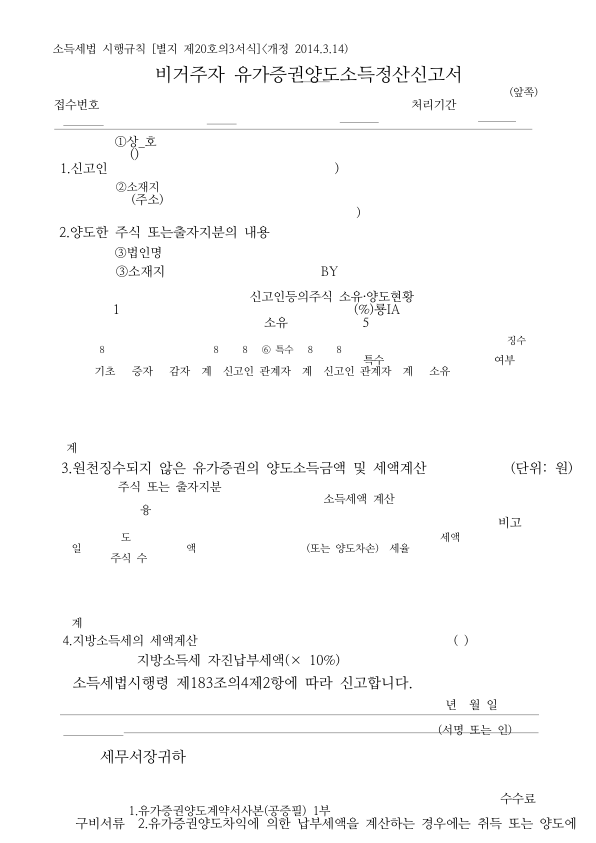 소득세법 시행규칙 [별지 제20호의3서식]<개정 2014.3.14)
비거주자 유가증권양도소득정산신고서
(앞쪽)
접수번호 처리기간
①상_호
()
1.신고인 )
②소재지
(주소)
)
2.양도한 주식 또는출자지분의 내용
③법인명
③소재지 BY
신고인등의주식 소유·양도현황
1 (%)룡IA
소유 5
징수
8 8 8 ⑥ 특수 8 8
특수 여부
기초 증자 감자 계 신고인 관계자 계 신고인 관계자 계 소유
계
3.원천징수되지 않은 유가증권의 양도소득금액 및 세액계산 (단위: 원)
주식 또는 출자지분
소득세액 계산
융
비고
도 세액
일 액 (또는 양도차손) 세율
주식 수
계
4.지방소득세의 세액계산 ( )
지방소득세 자진납부세액(× 10%)
소득세법시행령 제183조의4제2항에 따라 신고합니다.
년 월 일
(서명 또는 인)
세무서장귀하
수수료
1.유가증권양도계약서사본(공증필) 1부
구비서류 2.유가증권양도차익에 의한 납부세액을 계산하는 경우에는 취득 또는 양도에